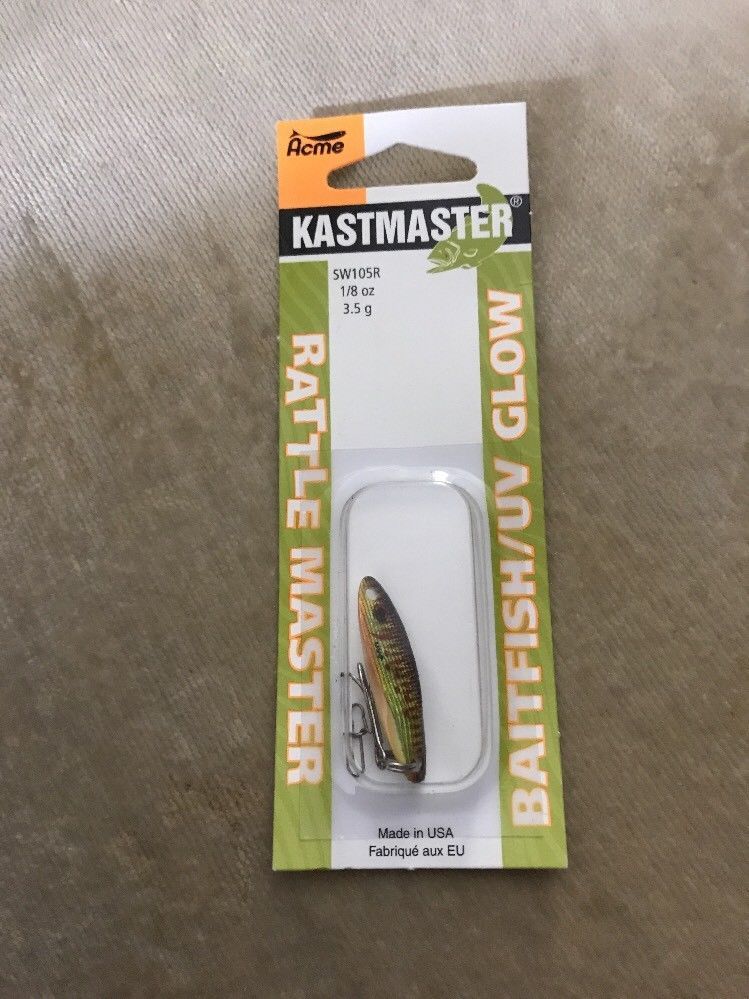 Acme
KASTMASTER®
SW105R
1/8 oz
3.5 g
RATTLE MASTER
BAITFISH/UV GLOW
Made in USA
Fabriqué aux EU